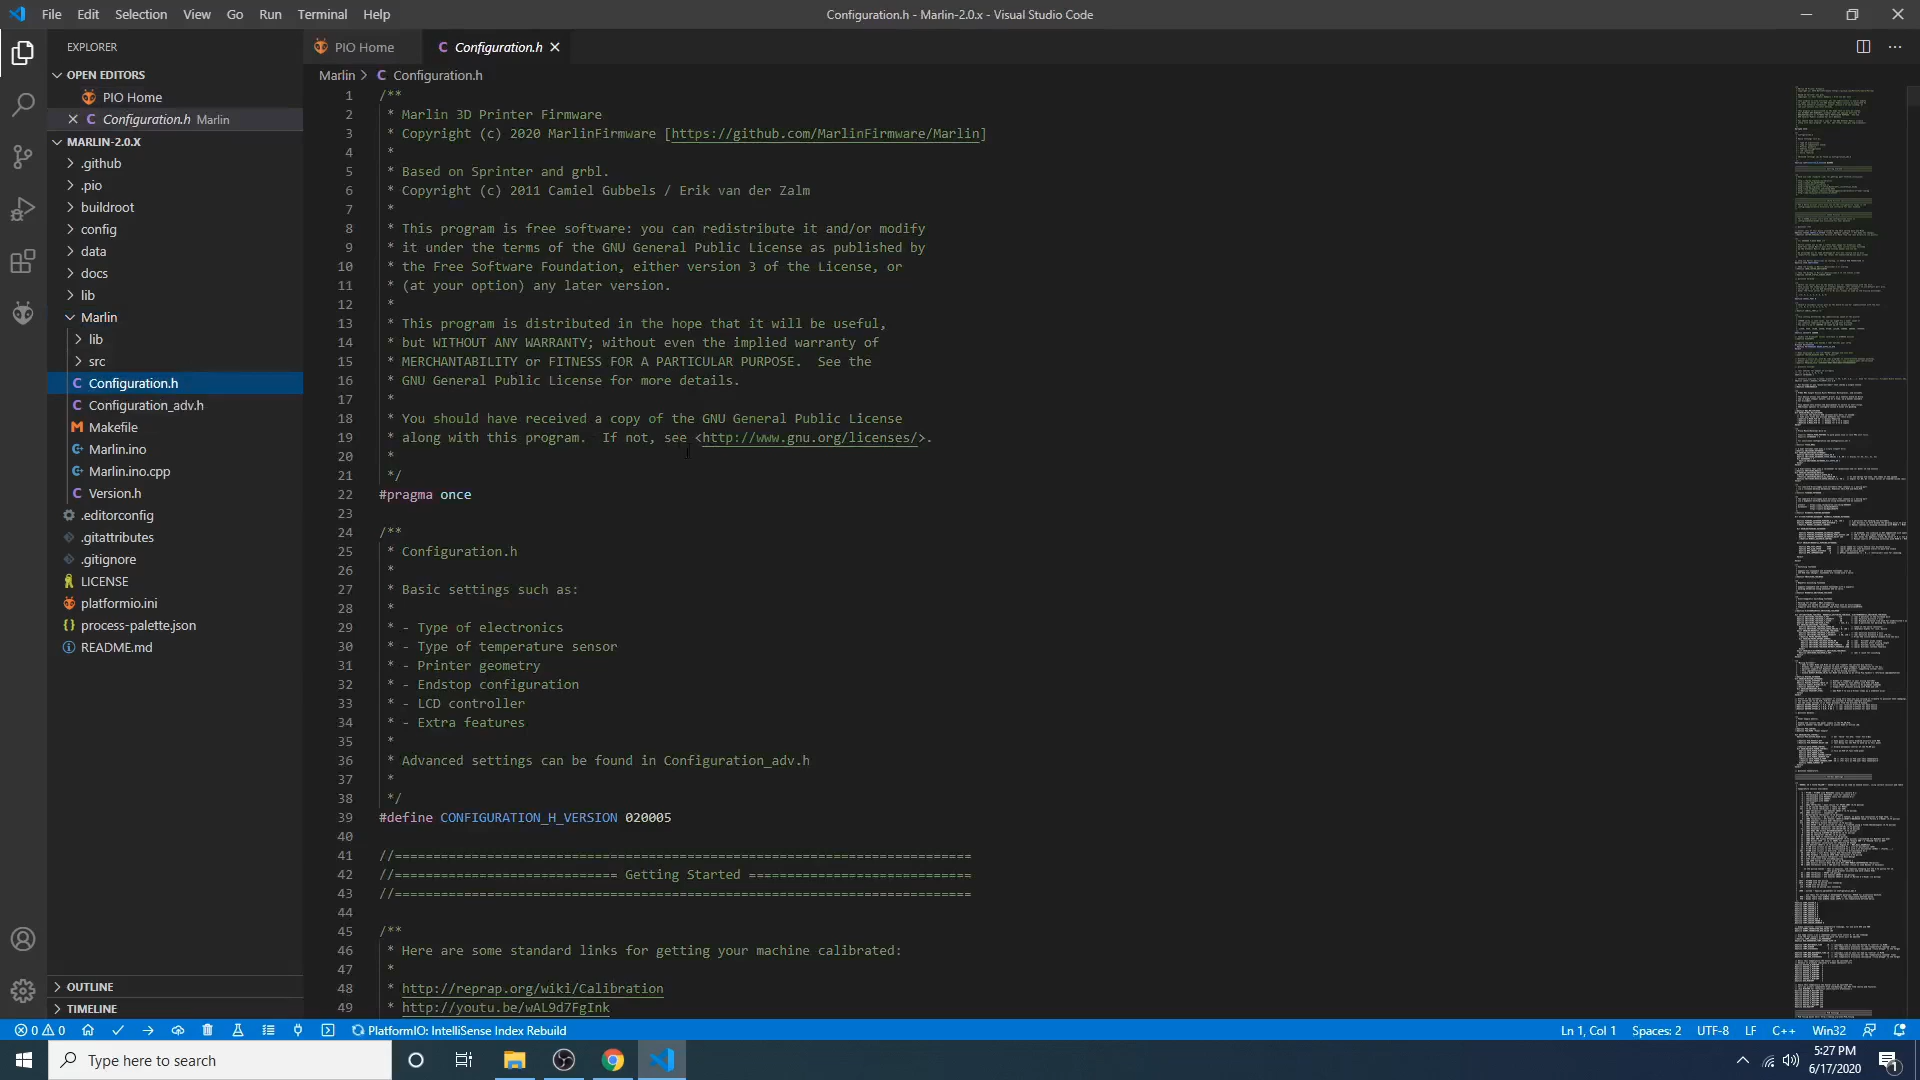 File Edit Selection View Go Run Terminal Help
Configuration.h - Marlin-2.0.x - Visual Studio Code
EXPLORER
OPEN EDITORS
PIO Home
Configuration.h Marlin
MARLIN-2.0.X
.github
.pio
buildroot
config
data
docs
lib
Marlin
lib
src
Configuration.h
Configuration_adv.h
Makefile
Marlin.ino
Marlin.ino.cpp
Version.h
.editorconfig
.gitattributes
.gitignore
LICENSE
platformio.ini
process-palette.json
README.md
OUTLINE
TIMELINE
PIO Home
Configuration.h
Marlin > Configuration.h
1 /**
2 * Marlin 3D Printer Firmware
3 * Copyright (c) 2020 MarlinFirmware [https://github.com/MarlinFirmware/Marlin]
4 *
5 * Based on Sprinter and grbl.
6 * Copyright (c) 2011 Camiel Gubbels / Erik van der Zalm
7 *
8 * This program is free software: you can redistribute it and/or modify
9 * it under the terms of the GNU General Public License as published by
10 * the Free Software Foundation, either version 3 of the License, or
11 * (at your option) any later version.
12 *
13 * This program is distributed in the hope that it will be useful,
14 * but WITHOUT ANY WARRANTY; without even the implied warranty of
15 * MERCHANTABILITY or FITNESS FOR A PARTICULAR PURPOSE.  See the
16 * GNU General Public License for more details.
17 *
18 * You should have received a copy of the GNU General Public License
19 * along with this program.  If not, see <http://www.gnu.org/licenses/>.
20 *
21 */
22 #pragma once
23
24 /**
25 * Configuration.h
26 *
27 * Basic settings such as:
28 *
29 * - Type of electronics
30 * - Type of temperature sensor
31 * - Printer geometry
32 * - Endstop configuration
33 * - LCD controller
34 * - Extra features
35 *
36 * Advanced settings can be found in Configuration_adv.h
37 *
38 */
39 #define CONFIGURATION_H_VERSION 020005
40
41 //===========================================================================
42 //============================= Getting Started =============================
43 //===========================================================================
44
45 /**
46 * Here are some standard links for getting your machine calibrated:
47 *
48 * http://reprap.org/wiki/Calibration
49 * http://youtu.be/wAL9d7FgInk
0 0
PlatformIO: IntelliSense Index Rebuild
Ln 1, Col 1 Spaces: 2 UTF-8 LF C++ Win32
Type here to search
5:27 PM
6/17/2020
1